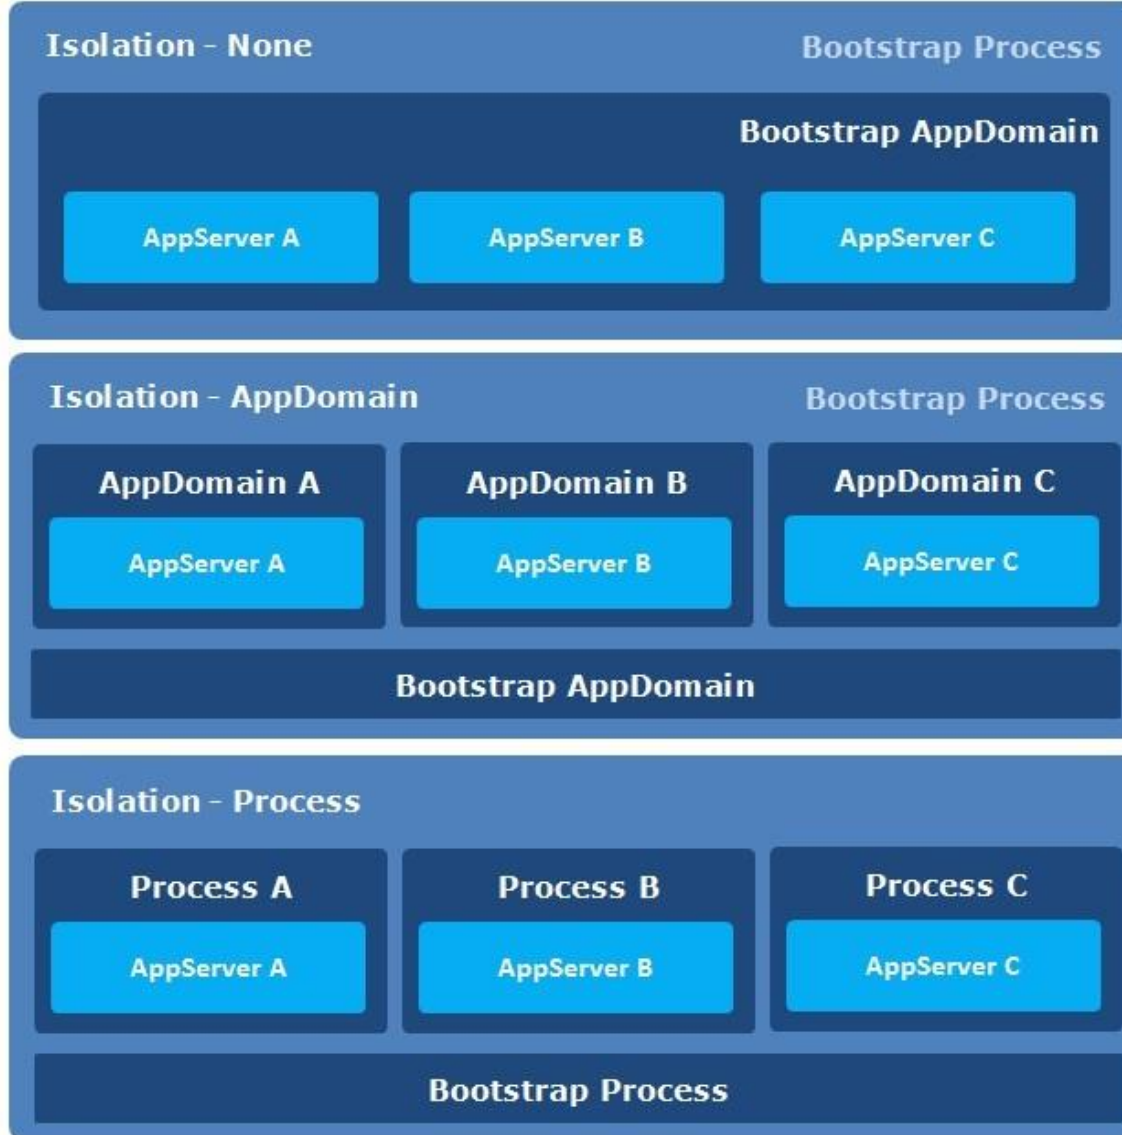 Isolation - None
Bootstrap Process
Bootstrap AppDomain
AppServer A
AppServer B
AppServer C
Isolation - AppDomain
Bootstrap Process
AppDomain A
AppDomain B
AppDomain C
AppServer A
AppServer B
AppServer C
Bootstrap AppDomain
Isolation - Process
Process A
Process B
Process C
AppServer A
AppServer B
AppServer C
Bootstrap Process